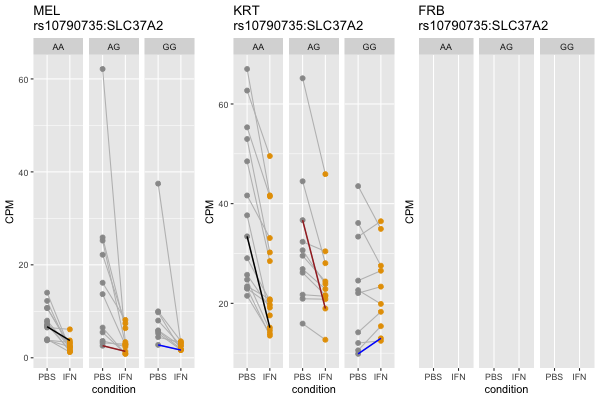 MEL
rs10790735:SLC37A2
AA AG GG
60
40
20
0
CPM
PBS IFN PBS IFN PBS IFN
condition
KRT
rs10790735:SLC37A2
AA AG GG
60
40
20
CPM
PBS IFN PBS IFN PBS IFN
condition
FRB
rs10790735:SLC37A2
AA AG GG
CPM
PBS IFN PBS IFN PBS IFN
condition